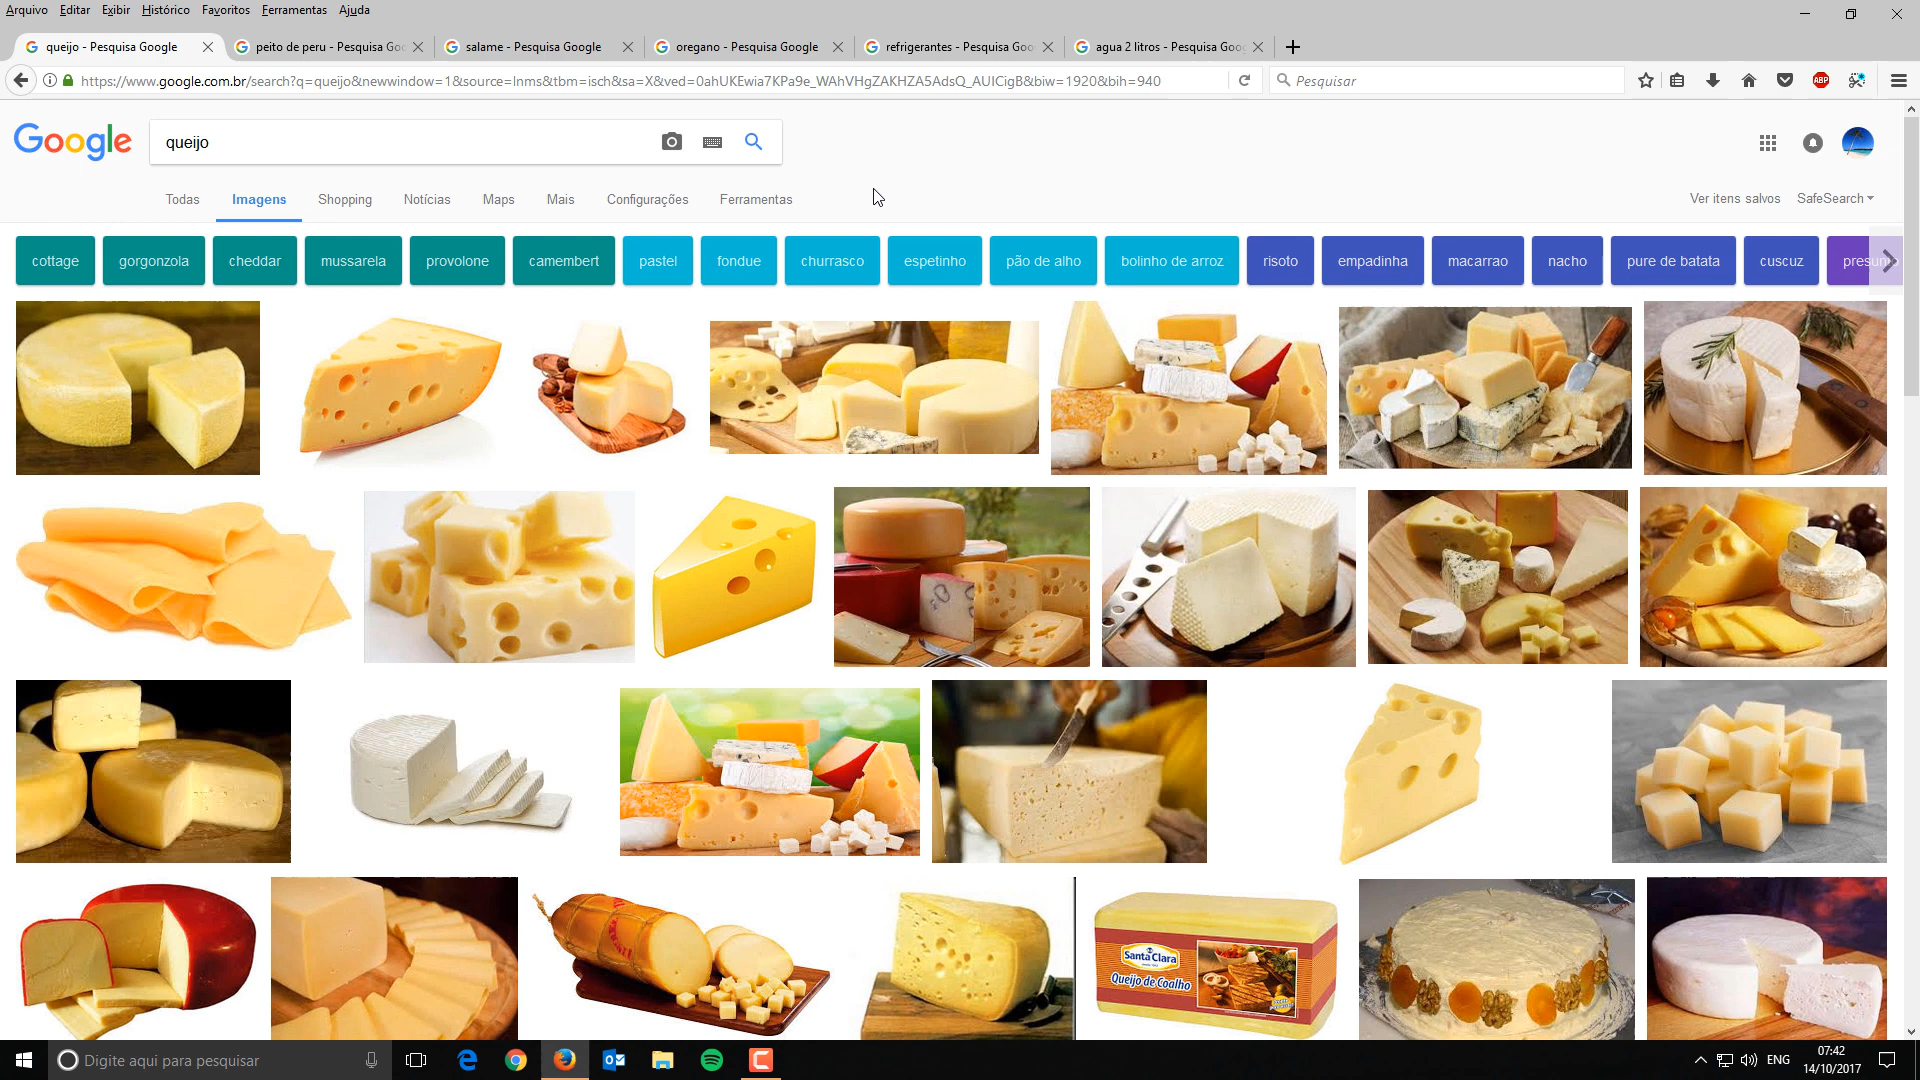 Arquivo Editar Exibir Histórico Favoritos Ferramentas Ajuda
queijo - Pesquisa Google
peito de peru - Pesquisa Goo
salame - Pesquisa Google
oregano - Pesquisa Google
refrigerantes - Pesquisa Goo
agua 2 litros - Pesquisa Goog
https://www.google.com.br/search?q=queijo&newwindow=1&source=lnms&tbm=isch&sa=X&ved=0ahUKEwia7KPa9e_WAhVHgZAKHZA5AdsQ_AUICigB&biw=1920&bih=940
Pesquisar
ABP
Google
queijo
Todas Imagens Shopping Notícias Maps Mais Configurações Ferramentas
Ver itens salvos SafeSearch
cottage gorgonzola cheddar mussarela provolone camembert pastel fondue churrasco espetinho pão de alho bolinho de arroz risoto empadinha macarrao nacho pure de batata cuscuz presun
SANTA CLARA
Queijo de Coalho
Digite aqui para pesquisar
ENG
07:42
14/10/2017